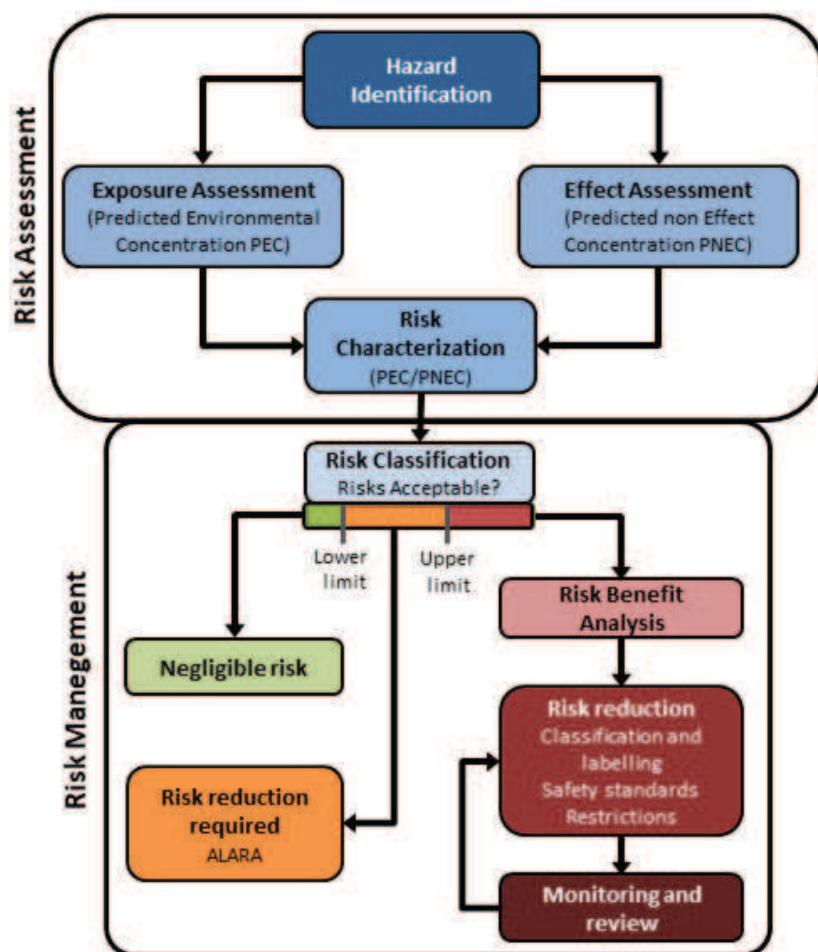 Risk Assessment
Hazard
Identification
Exposure Assessment
(Predicted Environmental
Concentration PEC)
Effect Assessment
(Predicted non Effect
Concentration PNEC)
Risk
Characterization
(PEC/PNEC)
Risk Manegement
Risk Classification
Risks Acceptable?
Lower
limit
Upper
limit
Negligible risk
Risk reduction
required
ALARA
Risk Benefit
Analysis
Risk reduction
Classification and
labelling
Safety standards
Restrictions
Monitoring and
review